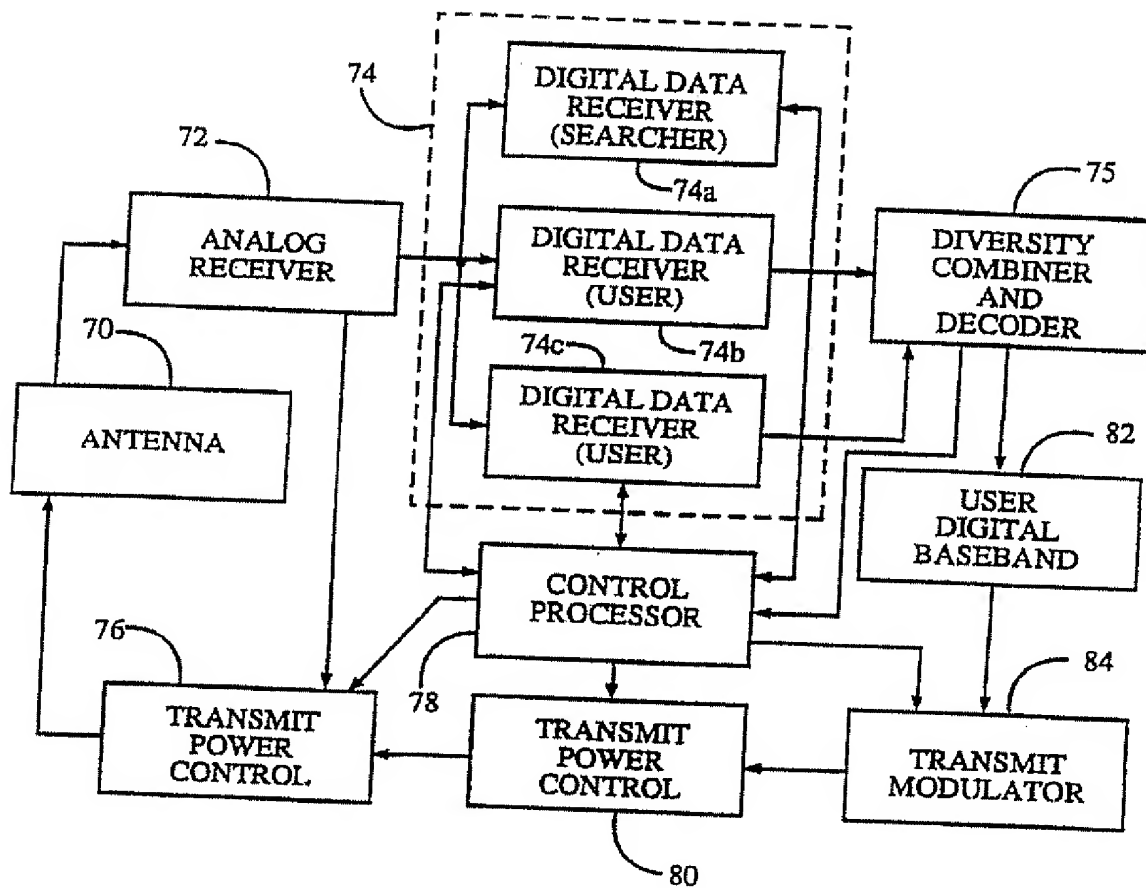 74
DIGITAL DATA
RECEIVER
(SEARCHER)
74a
72
ANALOG
RECEIVER
DIGITAL DATA
RECEIVER
(USER)
74b
75
DIVERSITY
COMBINER
AND
DECODER
70
ANTENNA
74c
DIGITAL DATA
RECEIVER
(USER)
82
USER
DIGITAL
BASEBAND
CONTROL
PROCESSOR
78
76
TRANSMIT
POWER
CONTROL
TRANSMIT
POWER
CONTROL
80
84
TRANSMIT
MODULATOR